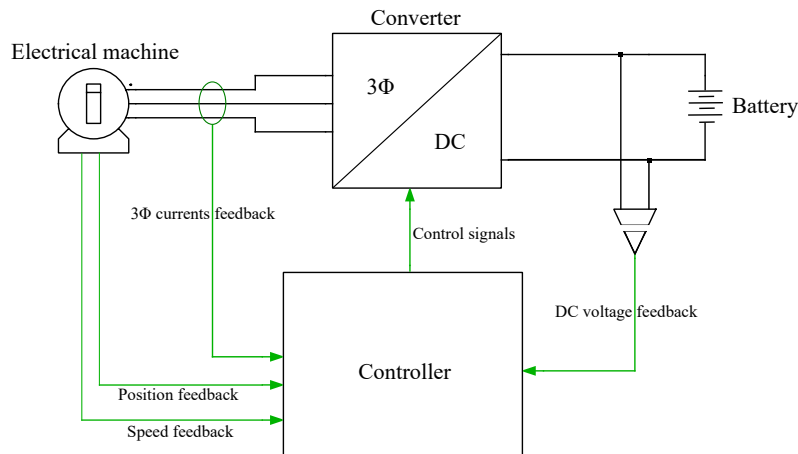 Converter
Electrical machine
3Φ
DC
Battery
3Φ currents feedback
Control signals
DC voltage feedback
Controller
Position feedback
Speed feedback